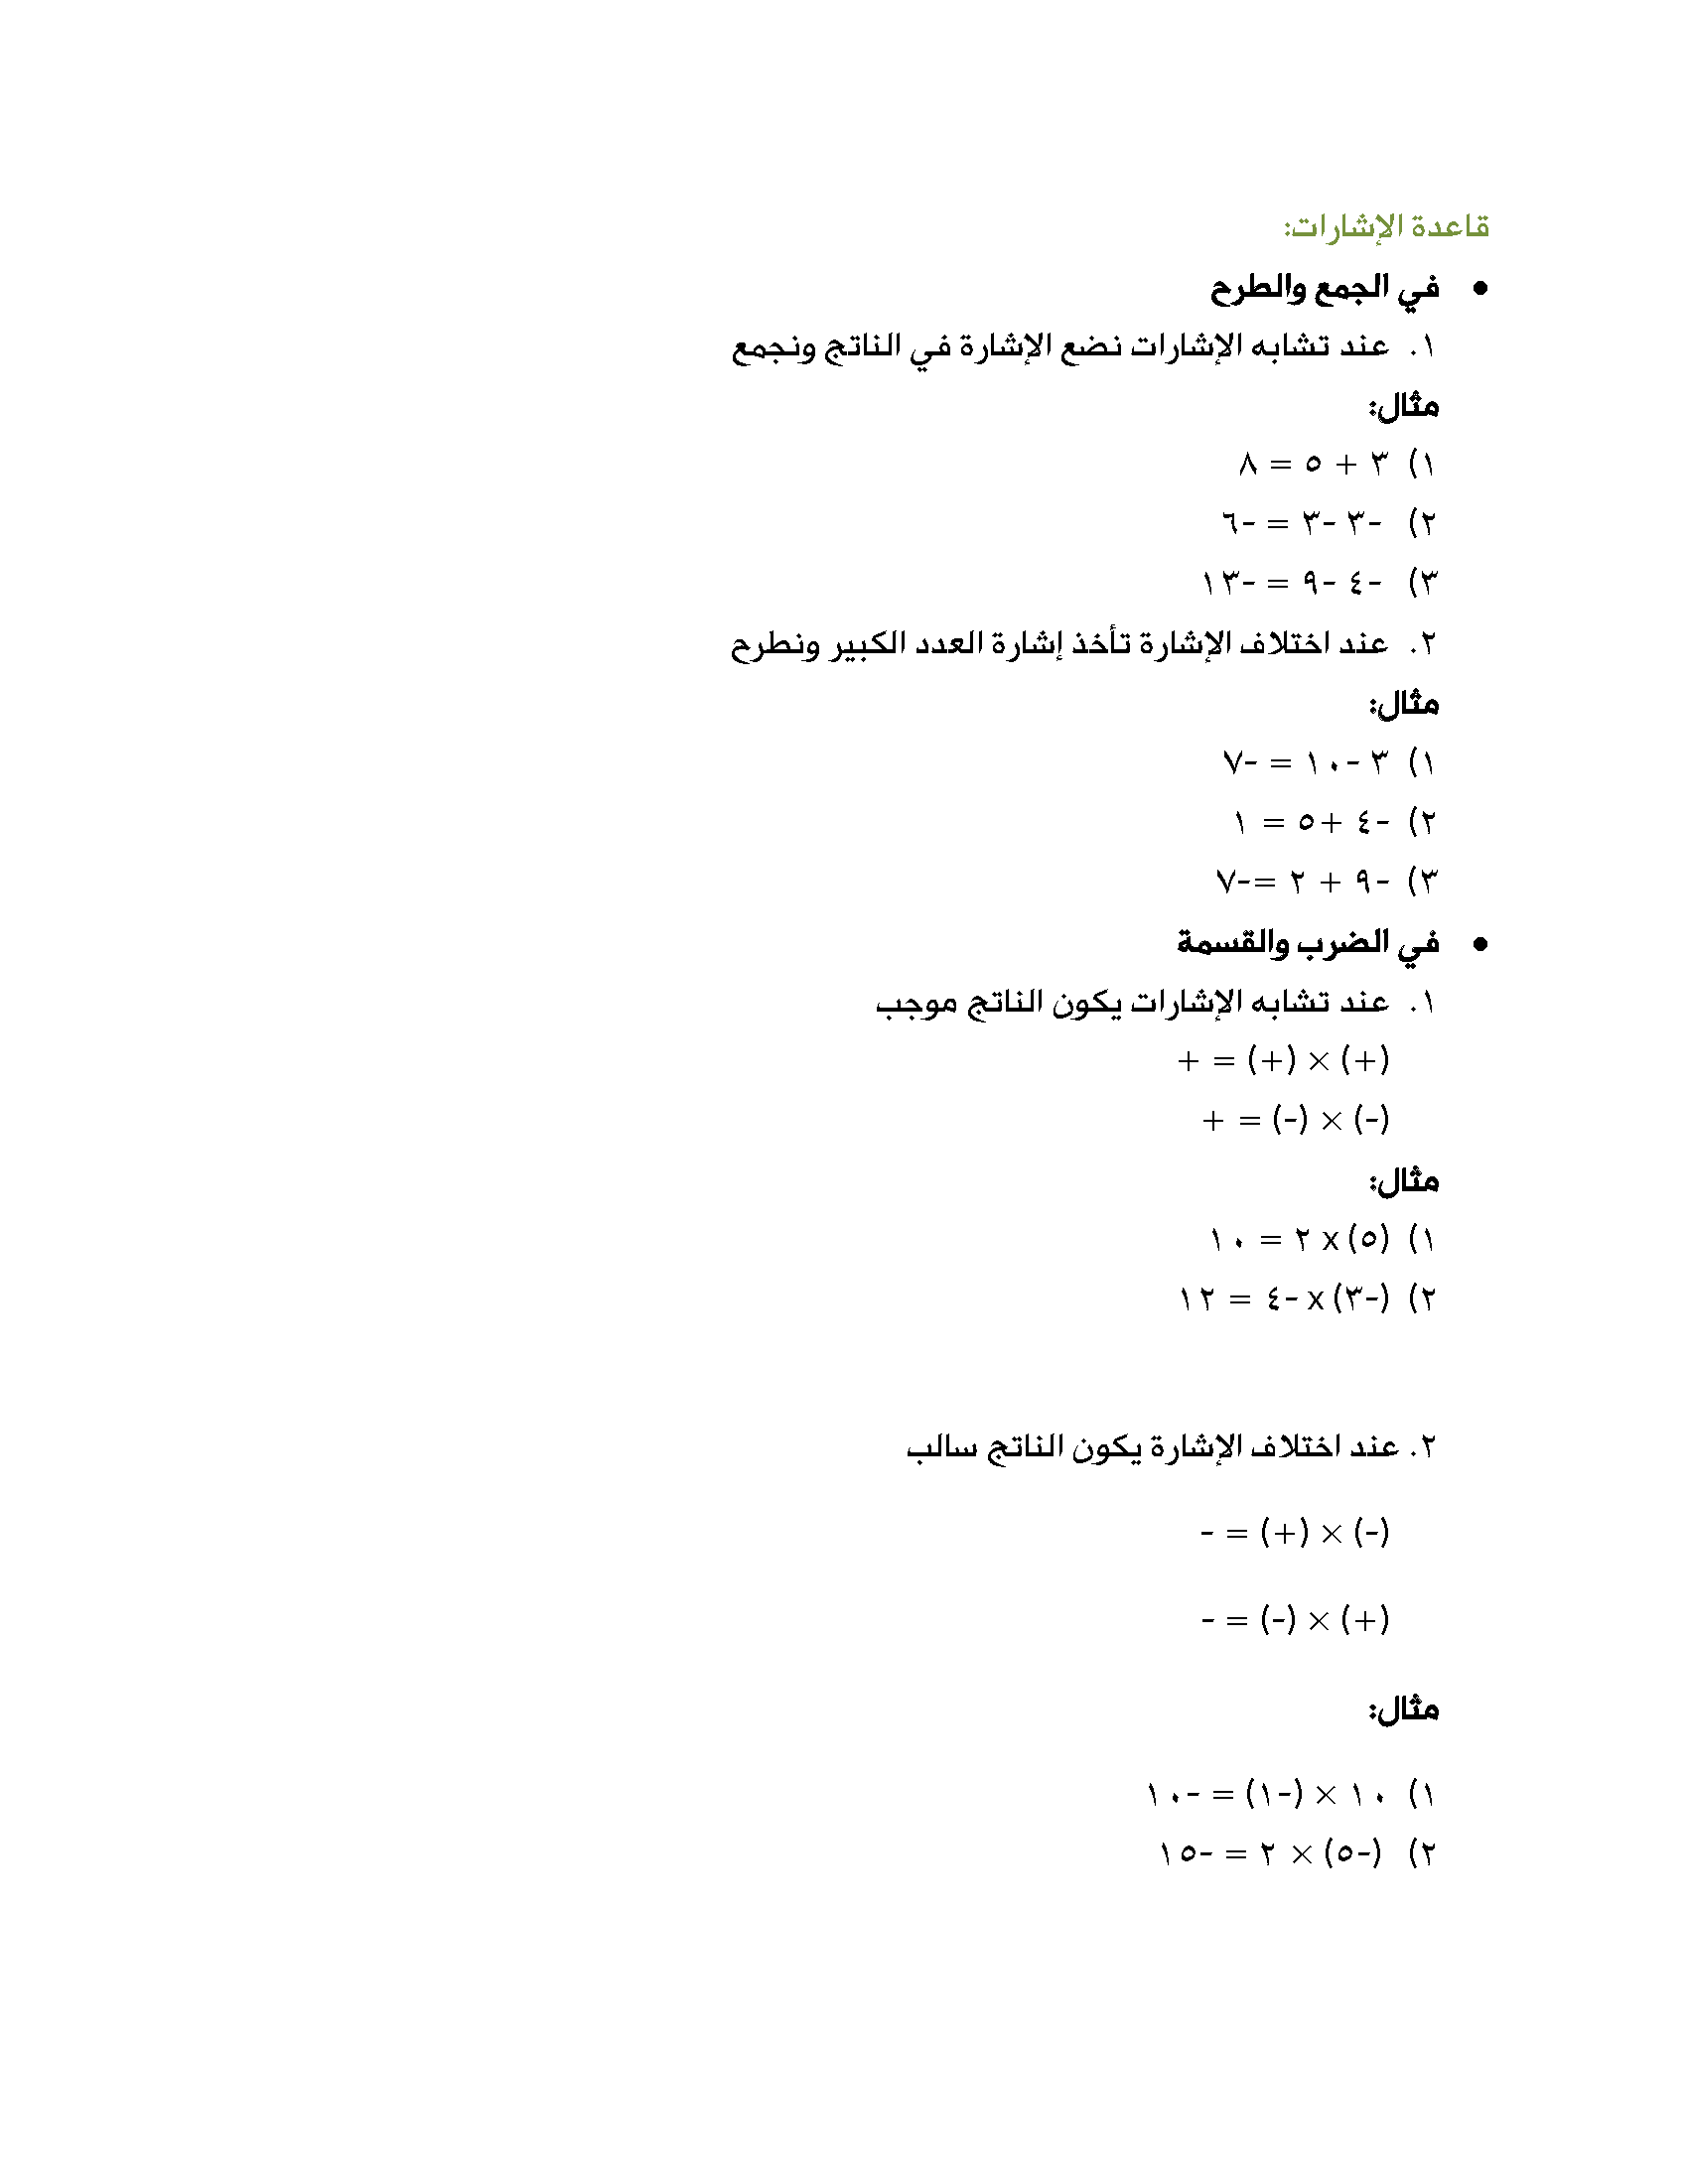 قاعدة الإشارات:
• في الجمع والطرح
١. عند تشابه الإشارات نضع الإشارة في الناتج ونجمع
مثال:
١) ٣ + ٥ = ٨
٢) -٣ -٣ = -٦
٣) -٤ -٩ = -١٣
٢. عند اختلاف الإشارة تأخذ إشارة العدد الكبير ونطرح
مثال:
١) ٣ -١٠ = -٧
٢) -٤ +٥ = ١
٣) -٩ + ٢ =-٧
• في الضرب والقسمة
١. عند تشابه الإشارات يكون الناتج موجب
(+) × (+) = +
(-) × (-) = +
مثال:
١) (٥) x ٢ = ١٠
٢) (-٣) x -٤ = ١٢
٢. عند اختلاف الإشارة يكون الناتج سالب
(-) × (+) = -
(+) × (-) = -
مثال:
١) ١٠ × (-١) = -١٠
٢) (-٥) × ٢ = -١٥